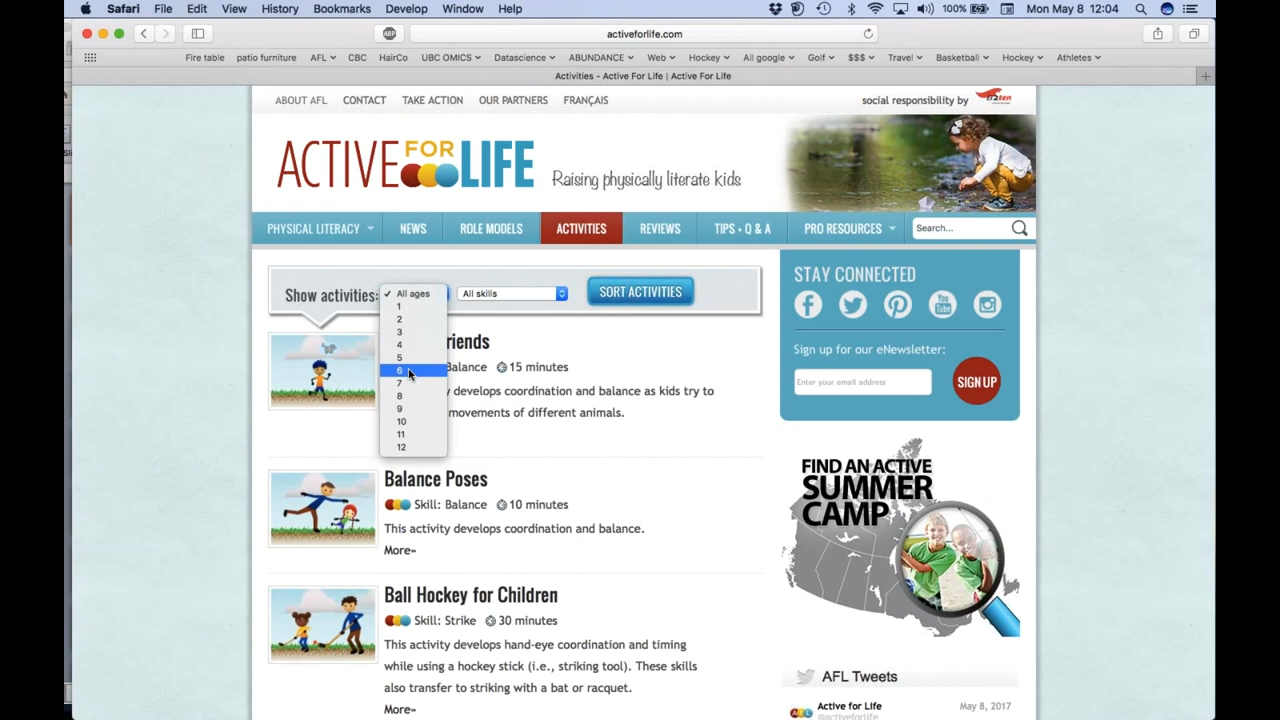 Safari File Edit View History Bookmarks Develop Window Help 100% Mon May 8 12:04
ABP activeforlife.com
Fire table patio furniture AFL CBC HairCo UBC OMICS Datascience ABUNDANCE Web Hockey All google Golf $$$ Travel Basketball Hockey Athletes
Activities - Active For Life | Active For Life
ABOUT AFL CONTACT TAKE ACTION OUR PARTNERS FRANÇAIS social responsibility by
ACTIVE FOR LIFE Raising physically literate kids
PHYSICAL LITERACY NEWS ROLE MODELS ACTIVITIES REVIEWS TIPS • Q & A PRO RESOURCES Search...
Show activities: All ages All skills SORT ACTIVITIES
1
2
3
4
5
6
7
8
9
10
11
12
riends
Balance 15 minutes
y develops coordination and balance as kids try to
movements of different animals.
Balance Poses
Skill: Balance 10 minutes
This activity develops coordination and balance.
More»
Ball Hockey for Children
Skill: Strike 30 minutes
This activity develops hand-eye coordination and timing
while using a hockey stick (i.e., striking tool). These skills
also transfer to striking with a bat or racquet.
More»
STAY CONNECTED
You Tube
Sign up for our eNewsletter:
Enter your email address SIGN UP
FIND AN ACTIVE
SUMMER
CAMP
AFL Tweets
Active for Life May 8, 2017
@activeforlife